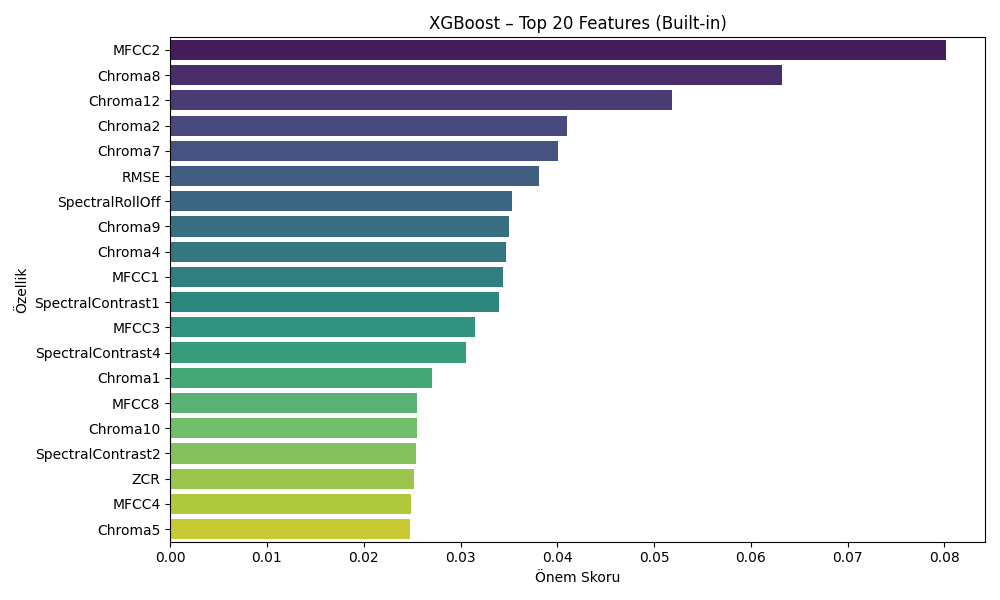 XGBoost – Top 20 Features (Built-in)
Özellik
MFCC2
Chroma8
Chroma12
Chroma2
Chroma7
RMSE
SpectralRollOff
Chroma9
Chroma4
MFCC1
SpectralContrast1
MFCC3
SpectralContrast4
Chroma1
MFCC8
Chroma10
SpectralContrast2
ZCR
MFCC4
Chroma5
0.00 0.01 0.02 0.03 0.04 0.05 0.06 0.07 0.08
Önem Skoru